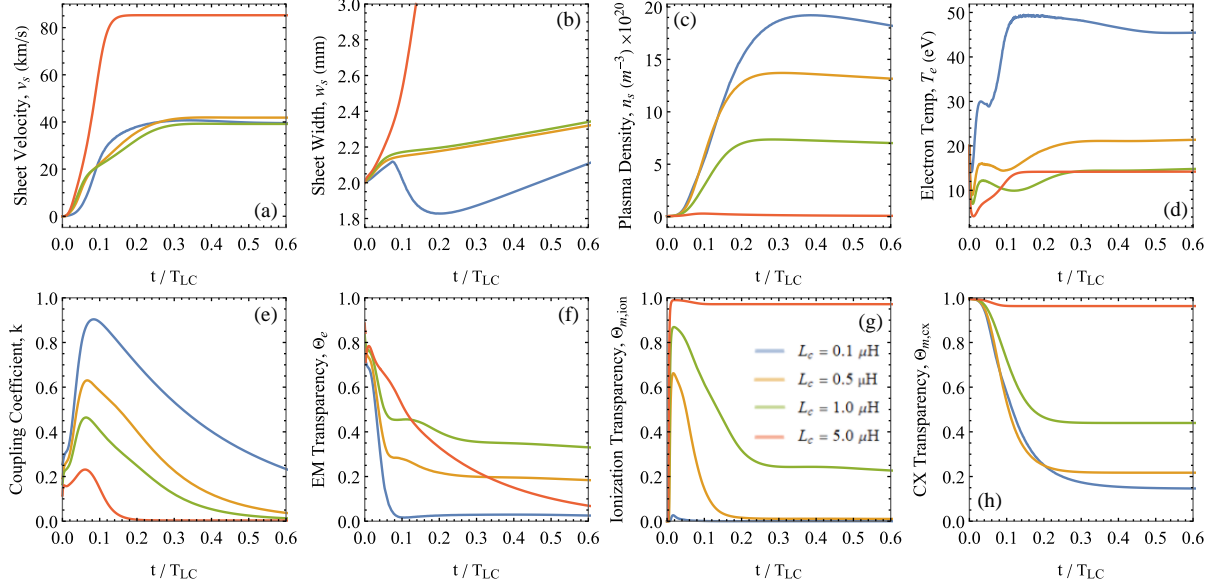 Sheet Velocity, v_s (km/s)
80
60
40
20
0
(a)
0.0 0.1 0.2 0.3 0.4 0.5 0.6
t / T_LC
Sheet Width, w_s (mm)
3.0
2.8
2.6
2.4
2.2
2.0
1.8
(b)
0.0 0.1 0.2 0.3 0.4 0.5 0.6
t / T_LC
Plasma Density, n_s (m^−3) ×10^20
20
15
10
5
0
(c)
0.0 0.1 0.2 0.3 0.4 0.5 0.6
t / T_LC
Electron Temp, T_e (eV)
50
40
30
20
10
(d)
0.0 0.1 0.2 0.3 0.4 0.5 0.6
t / T_LC
Coupling Coefficient, k
1.0
0.8
0.6
0.4
0.2
0.0
(e)
0.0 0.1 0.2 0.3 0.4 0.5 0.6
t / T_LC
EM Transparency, Θ_e
1.0
0.8
0.6
0.4
0.2
0.0
(f)
0.0 0.1 0.2 0.3 0.4 0.5 0.6
t / T_LC
Ionization Transparency, Θ_m,ion
1.0
0.8
0.6
0.4
0.2
0.0
(g)
L_c = 0.1 μH
L_c = 0.5 μH
L_c = 1.0 μH
L_c = 5.0 μH
0.0 0.1 0.2 0.3 0.4 0.5 0.6
t / T_LC
CX Transparency, Θ_m,cx
1.0
0.8
0.6
0.4
0.2
0.0
(h)
0.0 0.1 0.2 0.3 0.4 0.5 0.6
t / T_LC